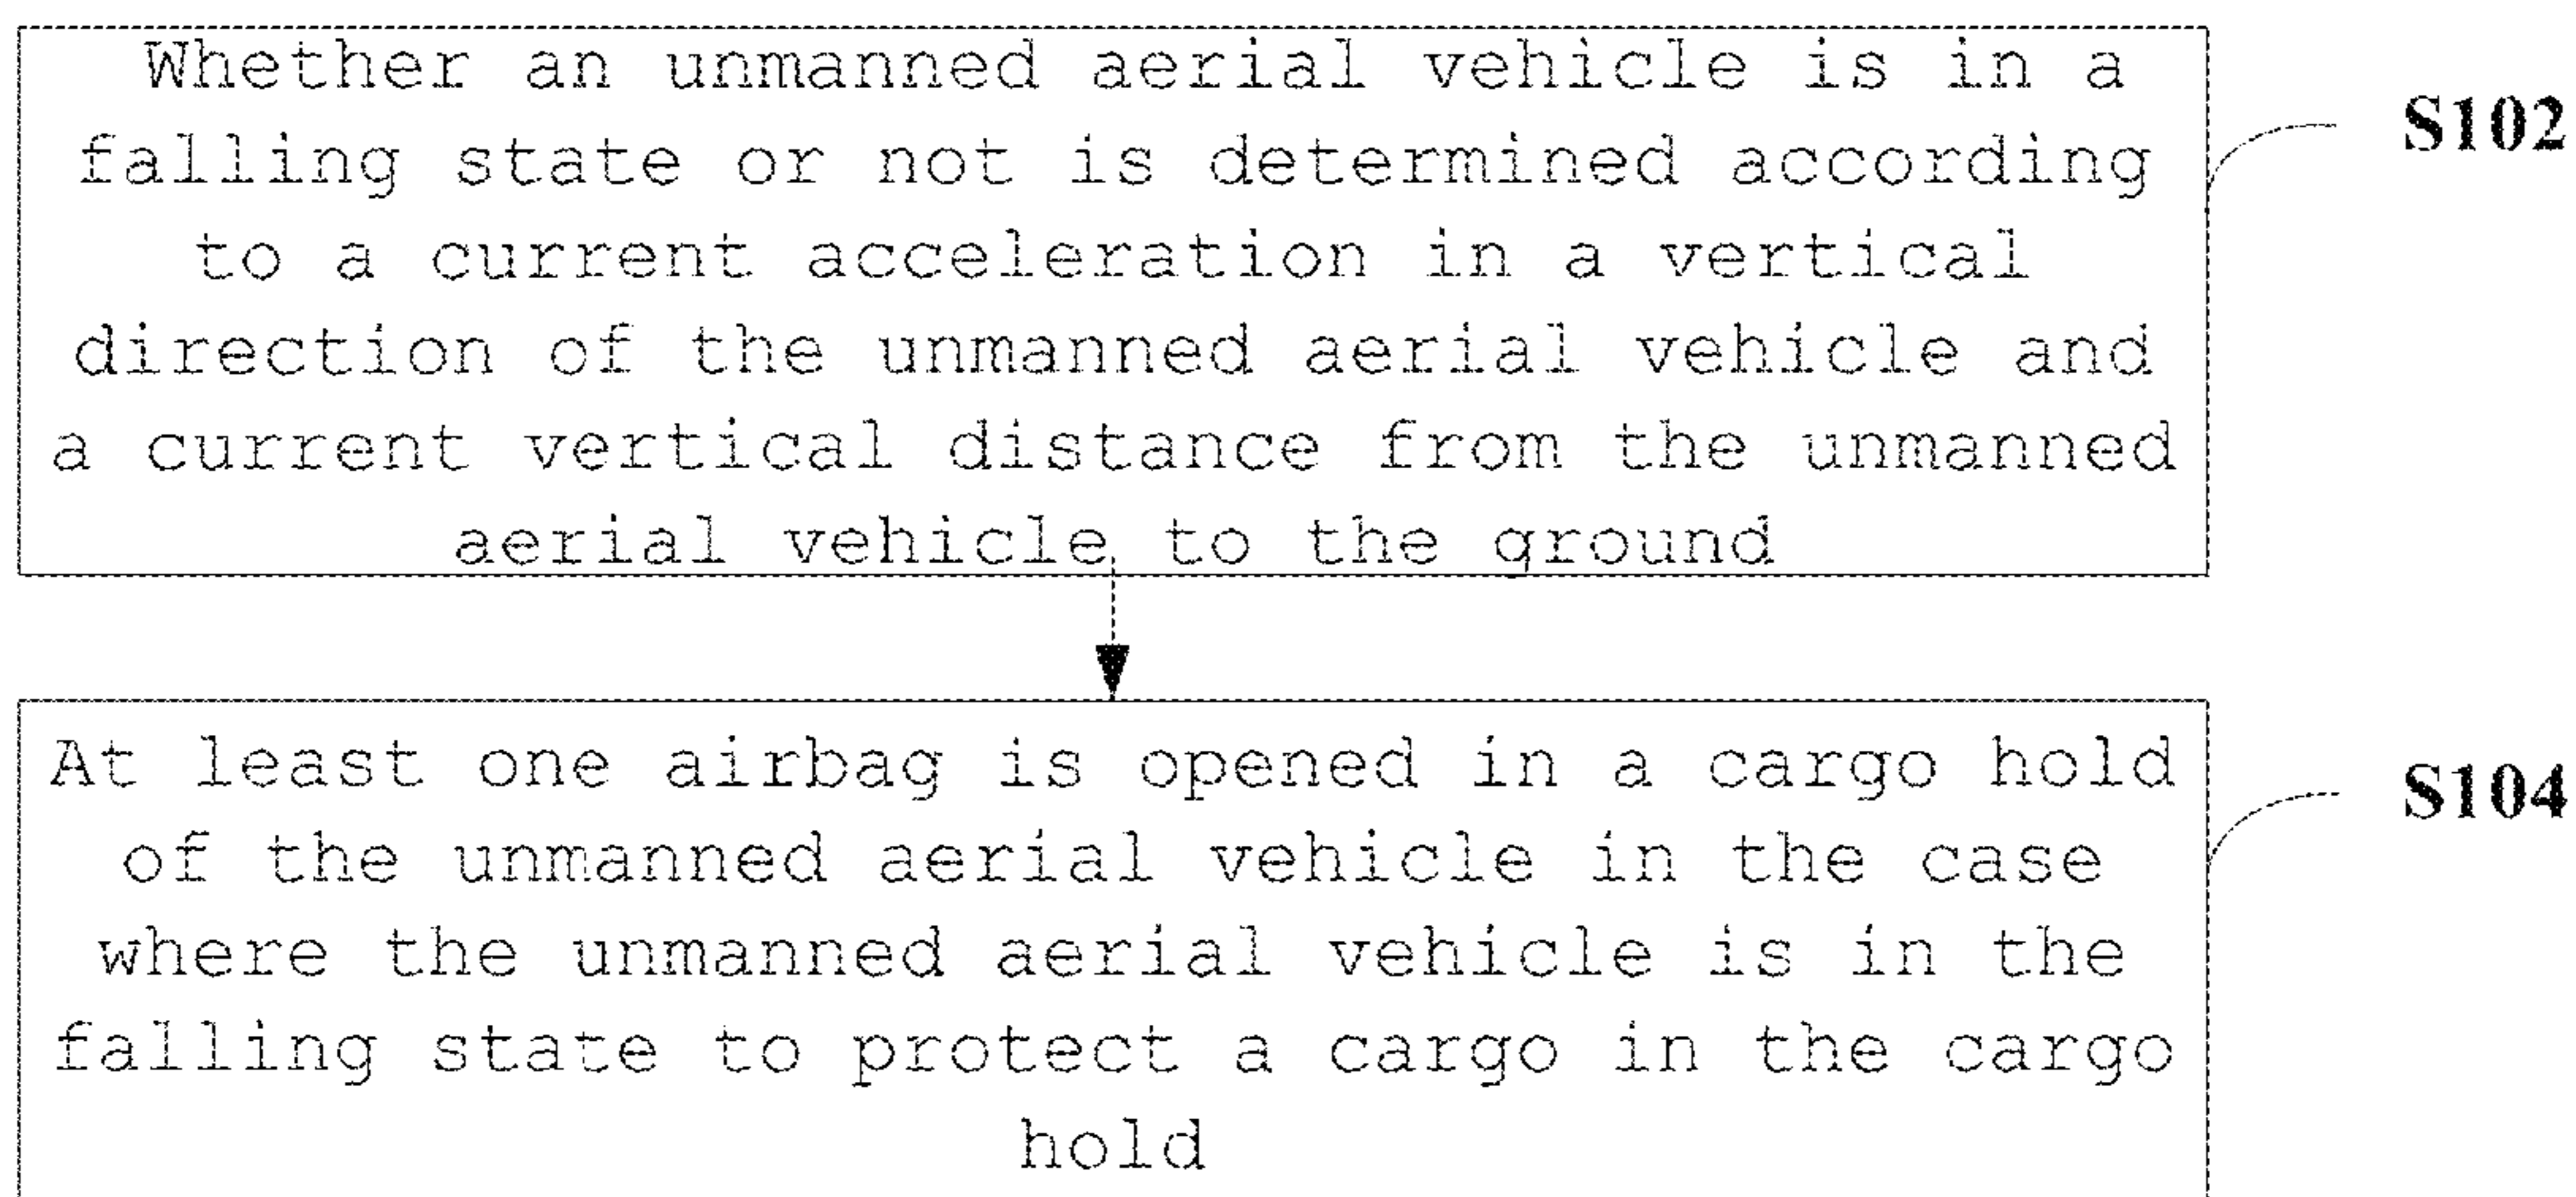 Whether an unmanned aerial vehicle is in a
falling state or not is determined according
to a current acceleration in a vertical
direction of the unmanned aerial vehicle and
a current vertical distance from the unmanned
aerial vehicle to the ground
S102
At least one airbag is opened in a cargo hold
of the unmanned aerial vehicle in the case
where the unmanned aerial vehicle is in the
falling state to protect a cargo in the cargo
hold
S104